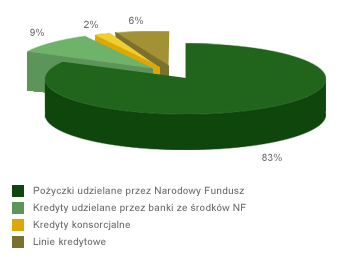 6%
2%
9%
83%
Pożyczki udzielane przez Narodowy Fundusz
Kredyty udzielane przez banki ze środków NF
Kredyty konsorcjalne
Linie kredytowe